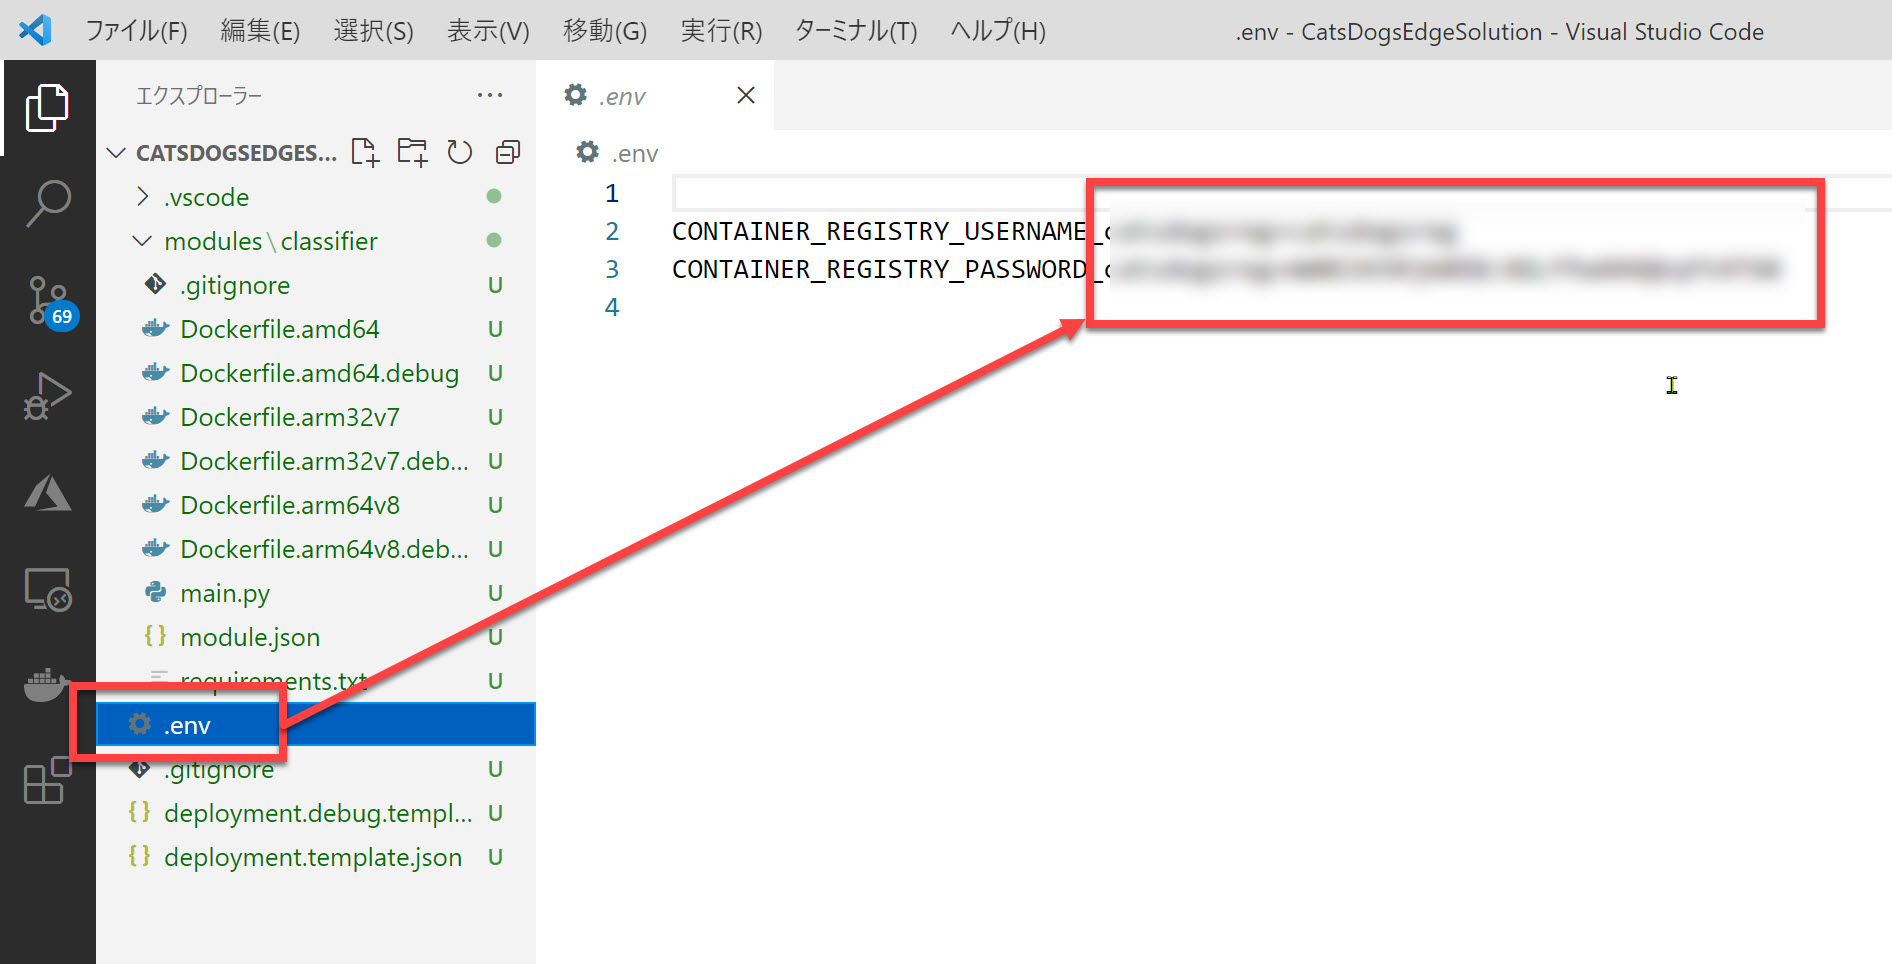 ファイル(F) 編集(E) 選択(S) 表示(V) 移動(G) 実行(R) ターミナル(T) ヘルプ(H) .env - CatsDogsEdgeSolution - Visual Studio Code
エクスプローラー ...
CATSDOGSEDGES...
.vscode
modules\classifier
.gitignore U
Dockerfile.amd64 U
Dockerfile.amd64.debug U
Dockerfile.arm32v7 U
Dockerfile.arm32v7.deb... U
Dockerfile.arm64v8 U
Dockerfile.arm64v8.deb... U
main.py U
module.json U
requirements.txt U
.env
.gitignore U
deployment.debug.templ... U
deployment.template.json U
69
.env
.env
1
2 CONTAINER_REGISTRY_USERNAME_
3 CONTAINER_REGISTRY_PASSWORD_
4